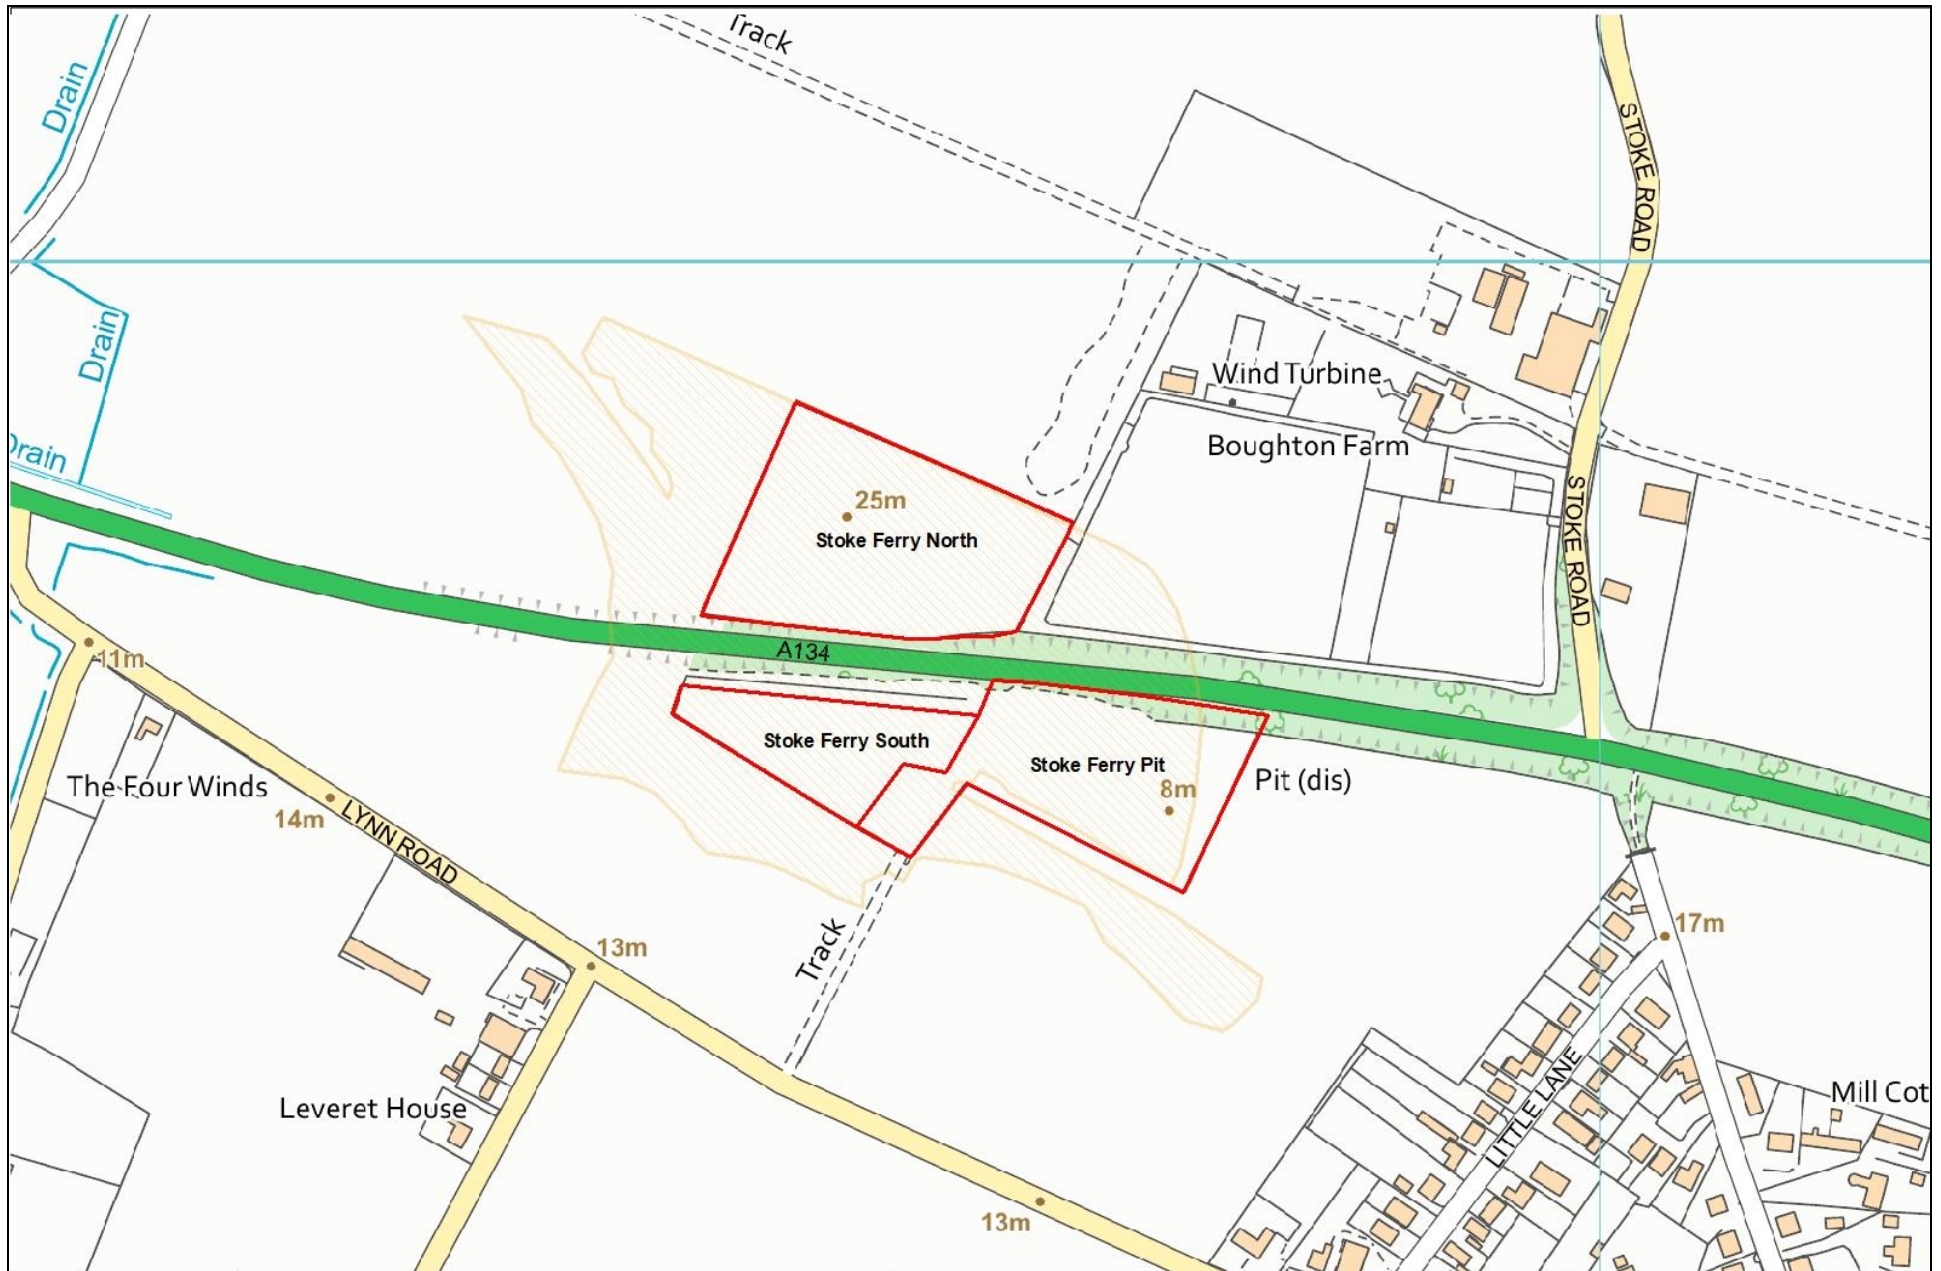 Track
Drain
STOKE ROAD
Drain
Wind Turbine
Boughton Farm
Drain
25m
Stoke Ferry North
STOKE ROAD
A134
11m
Stoke Ferry South
Stoke Ferry Pit
8m
Pit (dis)
The Four Winds
14m
LYNN ROAD
13m
Track
17m
Leveret House
LITTLE LANE
Mill Cot
13m